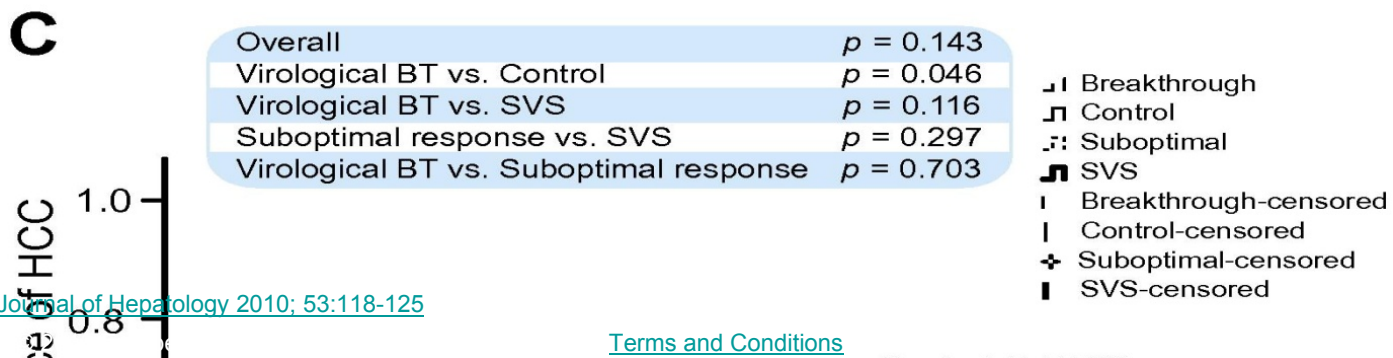 C
Overall p = 0.143
Virological BT vs. Control p = 0.046
Virological BT vs. SVS p = 0.116
Suboptimal response vs. SVS p = 0.297
Virological BT vs. Suboptimal response p = 0.703
Breakthrough
Control
Suboptimal
SVS
Breakthrough-censored
Control-censored
Suboptimal-censored
SVS-censored
1.0
of HCC
Journal of Hepatology 2010; 53:118-125
0.8
Terms and Conditions